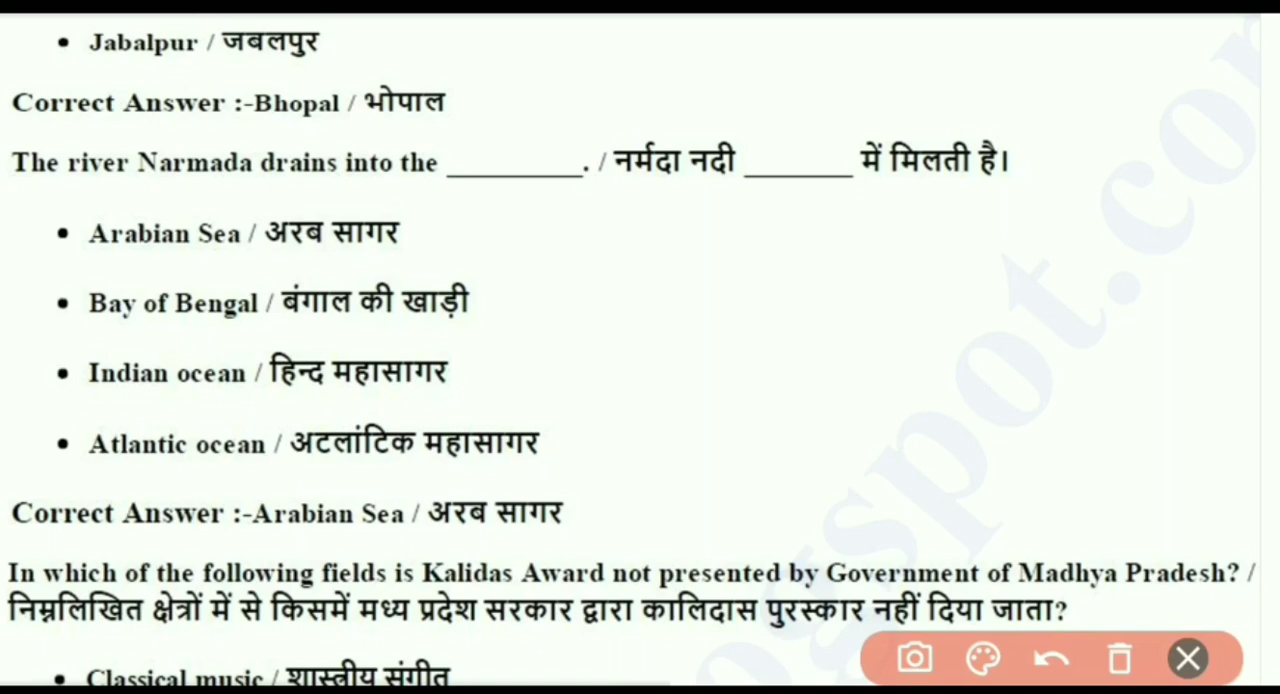 • Jabalpur / जबलपुर
Correct Answer :-Bhopal / भोपाल
The river Narmada drains into the __________. / नर्मदा नदी ________ में मिलती है।
• Arabian Sea / अरब सागर
• Bay of Bengal / बंगाल की खाड़ी
• Indian ocean / हिन्द महासागर
• Atlantic ocean / अटलांटिक महासागर
Correct Answer :-Arabian Sea / अरब सागर
In which of the following fields is Kalidas Award not presented by Government of Madhya Pradesh? /
निम्नलिखित क्षेत्रों में से किसमें मध्य प्रदेश सरकार द्वारा कालिदास पुरस्कार नहीं दिया जाता?
• Classical music / शास्त्रीय संगीत